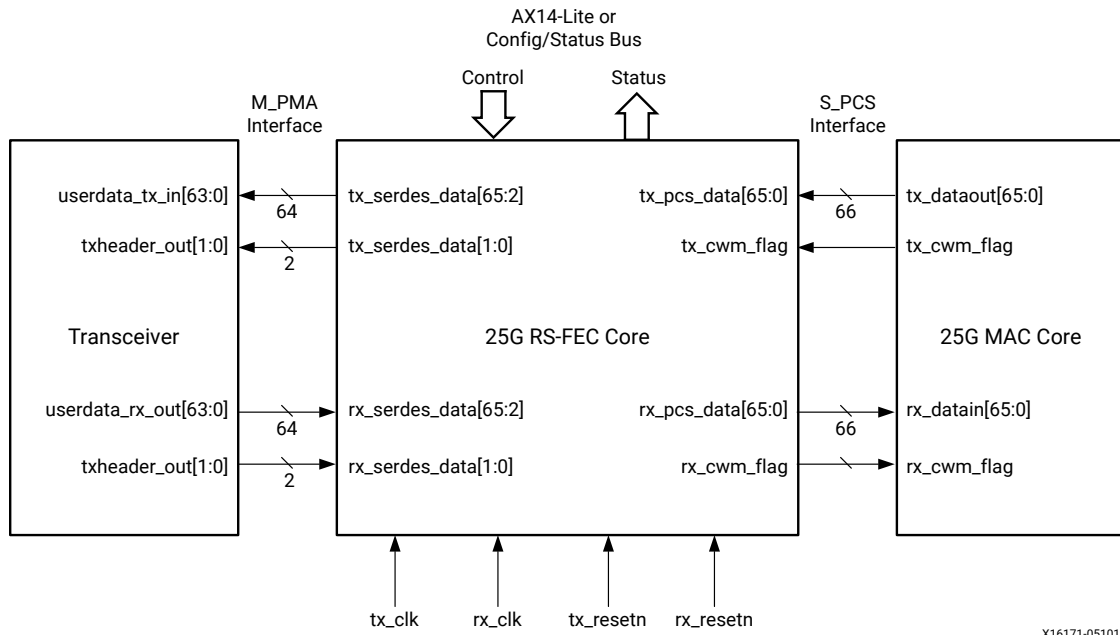 AX14-Lite or
Config/Status Bus
Control
Status
M_PMA
Interface
S_PCS
Interface
userdata_tx_in[63:0]
64
tx_serdes_data[65:2]
tx_pcs_data[65:0]
66
tx_dataout[65:0]
txheader_out[1:0]
2
tx_serdes_data[1:0]
tx_cwm_flag
tx_cwm_flag
Transceiver
25G RS-FEC Core
25G MAC Core
userdata_rx_out[63:0]
64
rx_serdes_data[65:2]
rx_pcs_data[65:0]
66
rx_datain[65:0]
txheader_out[1:0]
2
rx_serdes_data[1:0]
rx_cwm_flag
rx_cwm_flag
tx_clk
rx_clk
tx_resetn
rx_resetn
X16171-05101